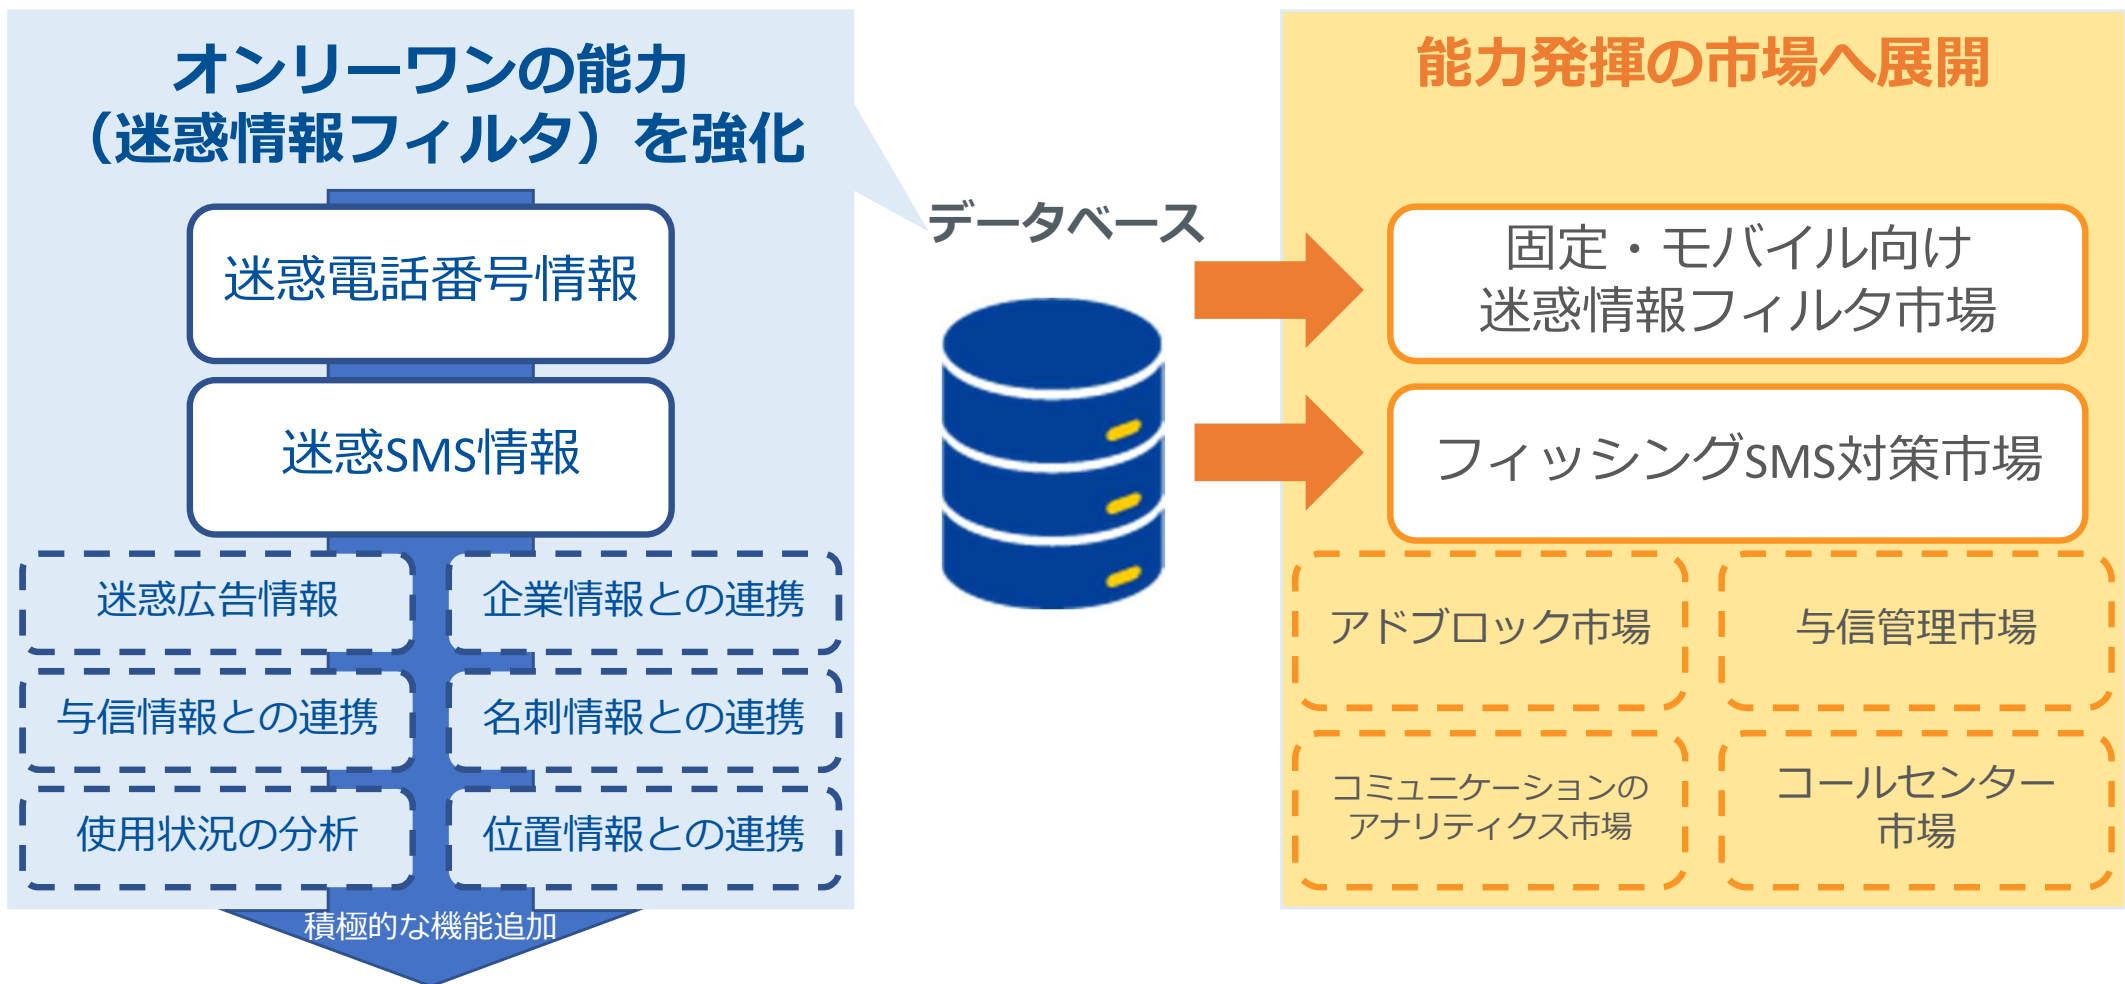 オンリーワンの能力
（迷惑情報フィルタ）を強化
迷惑電話番号情報
迷惑SMS情報
迷惑広告情報
企業情報との連携
与信情報との連携
名刺情報との連携
使用状況の分析
位置情報との連携
積極的な機能追加
データベース
能力発揮の市場へ展開
固定・モバイル向け
迷惑情報フィルタ市場
フィッシングSMS対策市場
アドブロック市場
与信管理市場
コミュニケーションの
アナリティクス市場
コールセンター
市場